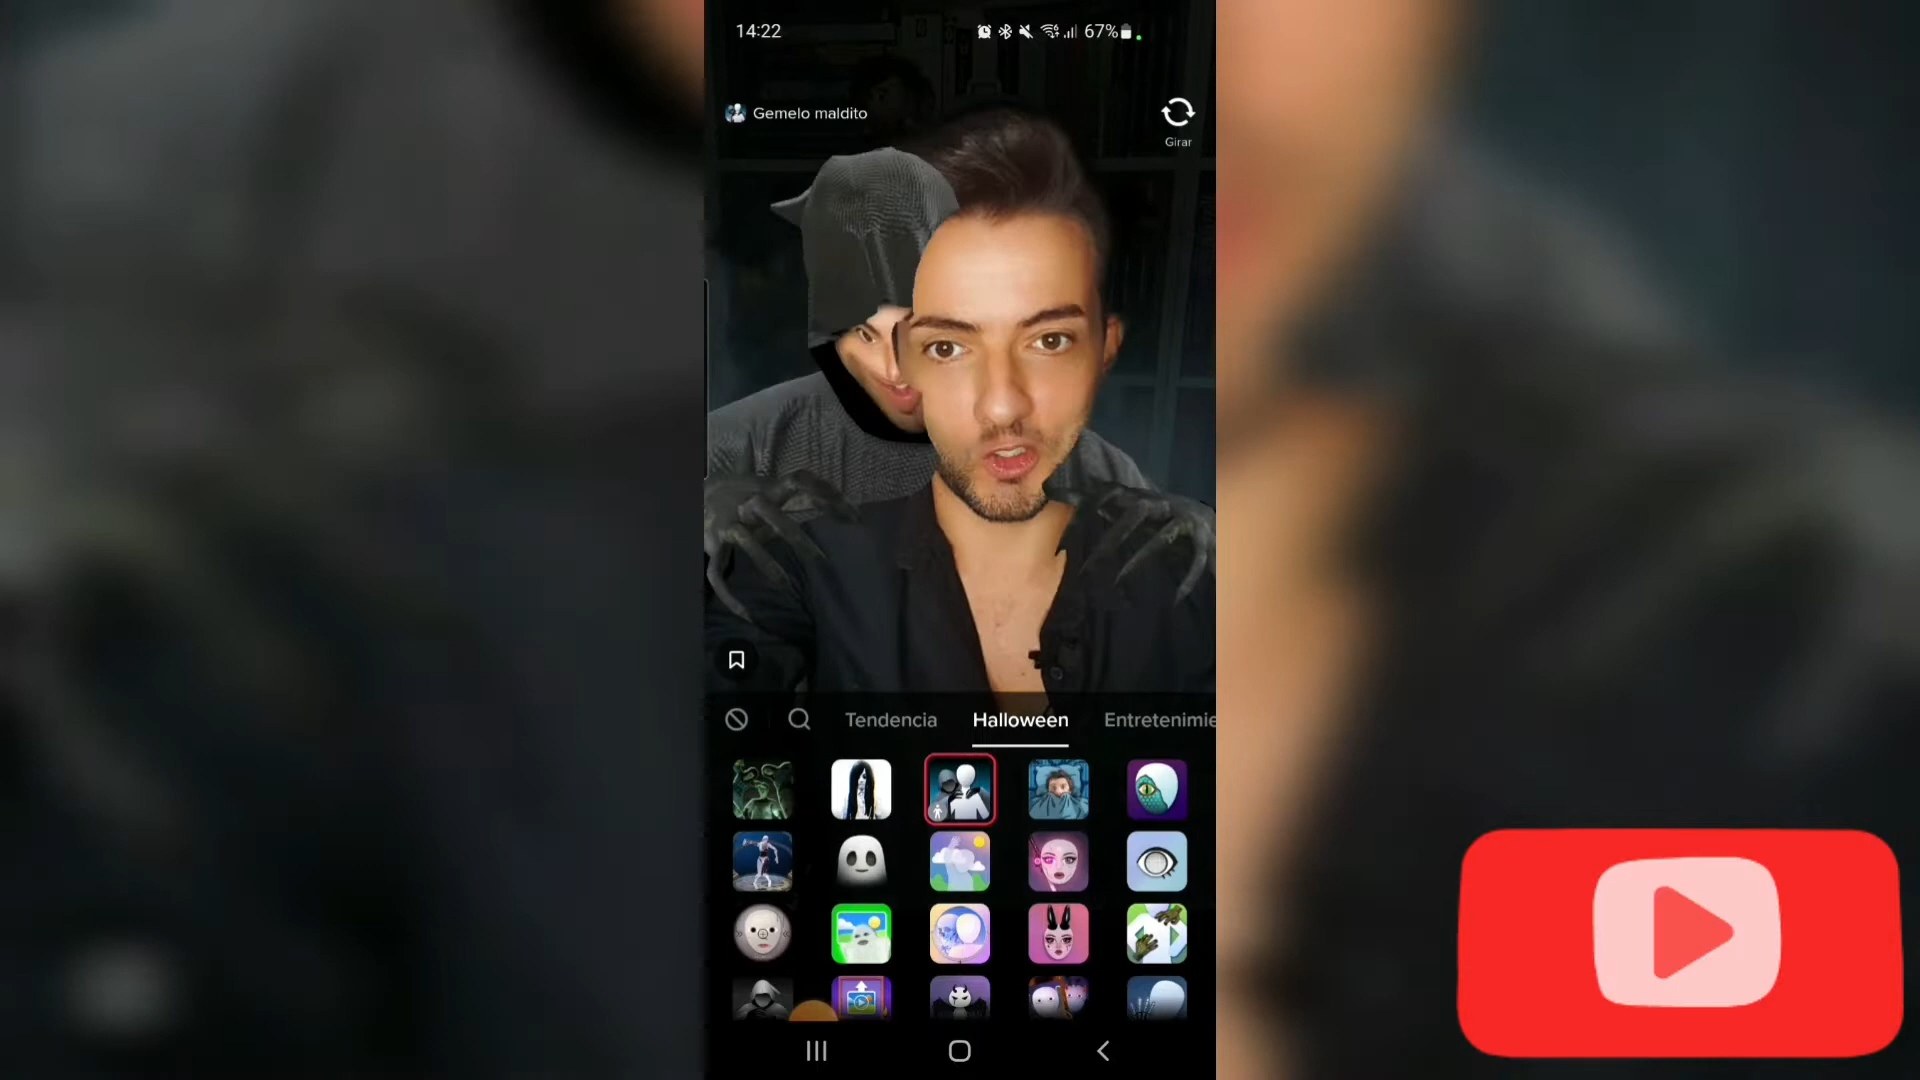 14:22
67%
Gemelo maldito
Girar
Tendencia
Halloween
Entretenimie